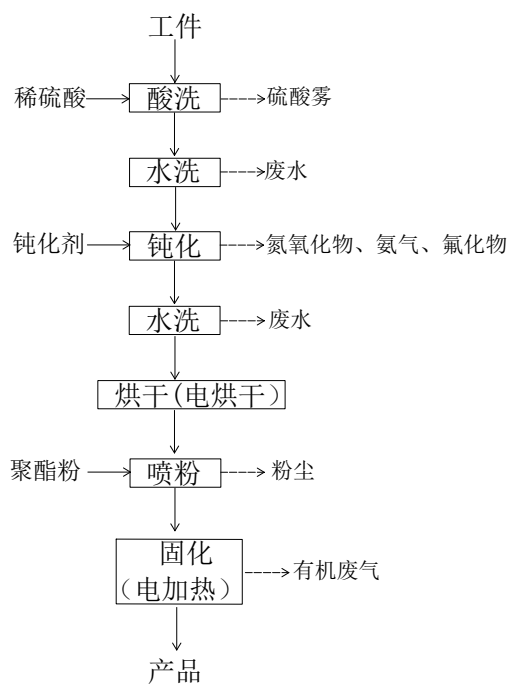 工件
稀硫酸
酸洗
硫酸雾
水洗
废水
钝化剂
钝化
氮氧化物、氨气、氟化物
水洗
废水
烘干(电烘干）
聚酯粉
喷粉
粉尘
固化
（电加热）
有机废气
产品